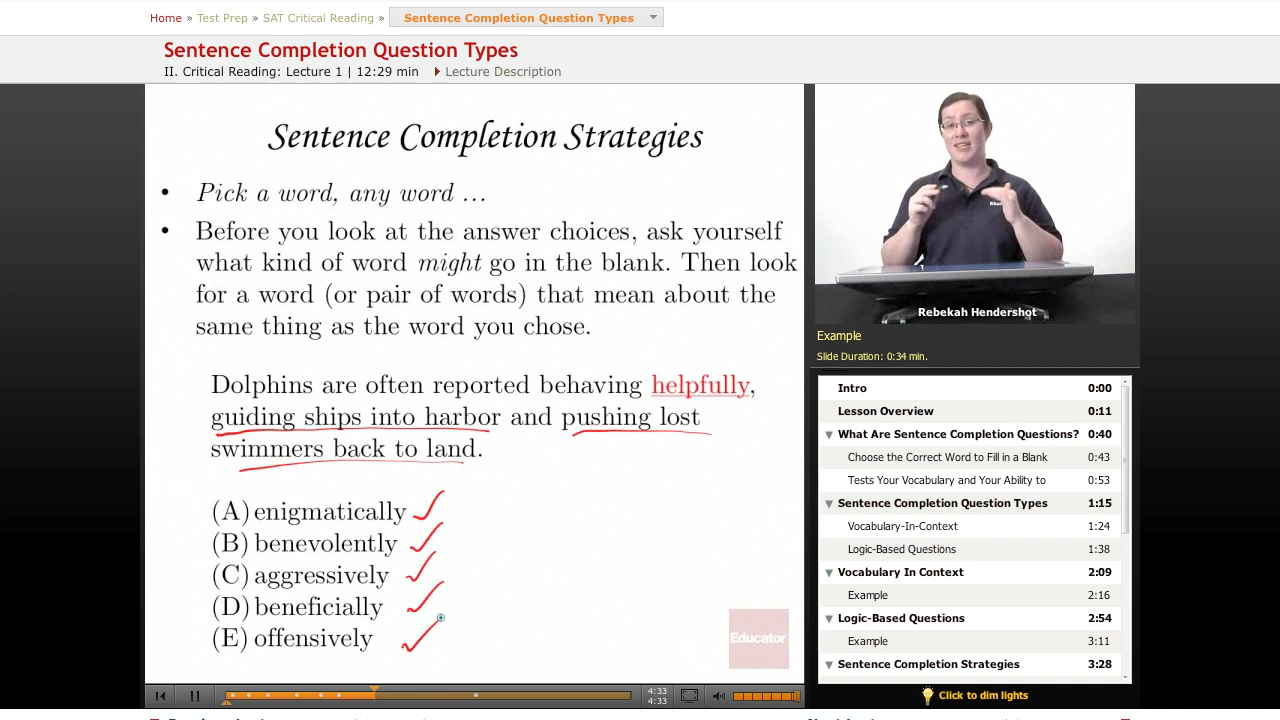 Home » Test Prep » SAT Critical Reading » Sentence Completion Question Types
Sentence Completion Question Types
II. Critical Reading: Lecture 1 | 12:29 min Lecture Description
Sentence Completion Strategies
• Pick a word, any word ...
• Before you look at the answer choices, ask yourself
what kind of word might go in the blank. Then look
for a word (or pair of words) that mean about the
same thing as the word you chose.
Dolphins are often reported behaving helpfully,
guiding ships into harbor and pushing lost
swimmers back to land.
(A) enigmatically
(B) benevolently
(C) aggressively
(D) beneficially
(E) offensively
Educator
4:33
4:33
Rebekah Hendershot
Example
Slide Duration: 0:34 min.
Intro 0:00
Lesson Overview 0:11
What Are Sentence Completion Questions? 0:40
Choose the Correct Word to Fill in a Blank 0:43
Tests Your Vocabulary and Your Ability to 0:53
Sentence Completion Question Types 1:15
Vocabulary-In-Context 1:24
Logic-Based Questions 1:38
Vocabulary In Context 2:09
Example 2:16
Logic-Based Questions 2:54
Example 3:11
Sentence Completion Strategies 3:28
Click to dim lights